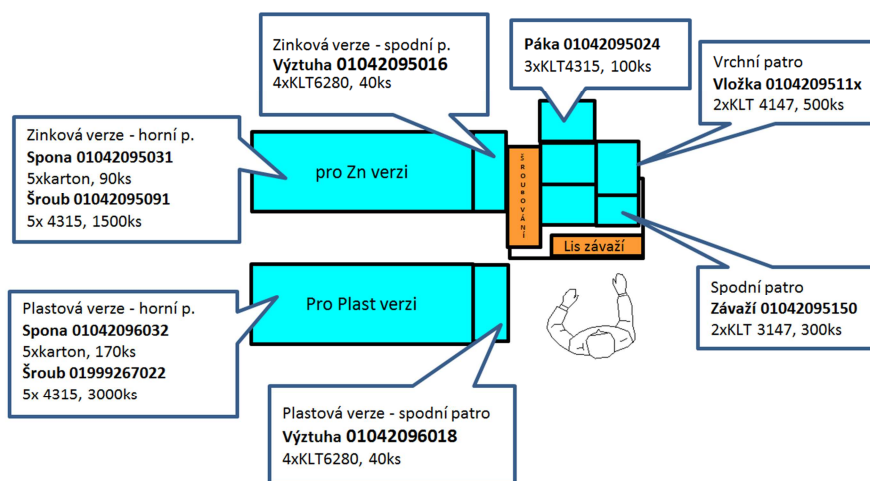 Zinková verze - spodní p.
Výztuha 01042095016
4xKLT6280, 40ks
Páka 01042095024
3xKLT4315, 100ks
Vrchní patro
Vložka 0104209511x
2xKLT 4147, 500ks
Zinková verze - horní p.
Spona 01042095031
5xkarton, 90ks
Šroub 01042095091
5x 4315, 1500ks
pro Zn verzi
ŠROUBOVÁNÍ
Lis závaží
Plastová verze - horní p.
Spona 01042096032
5xkarton, 170ks
Šroub 01999267022
5x 4315, 3000ks
Pro Plast verzi
Spodní patro
Závaží 01042095150
2xKLT 3147, 300ks
Plastová verze - spodní patro
Výztuha 01042096018
4xKLT6280, 40ks